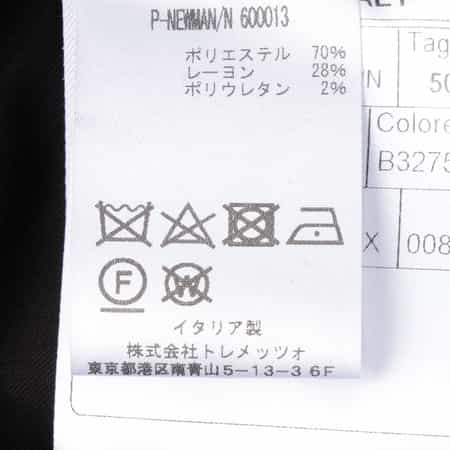 P-NEWMAN/N 600013
ポリエステル 70%
レーヨン 28%
ポリウレタン 2%
F
W
イタリア製
株式会社トレメッツォ
東京都港区南青山5-13-3 6F
Tag
50
Colore
B3275
X 008